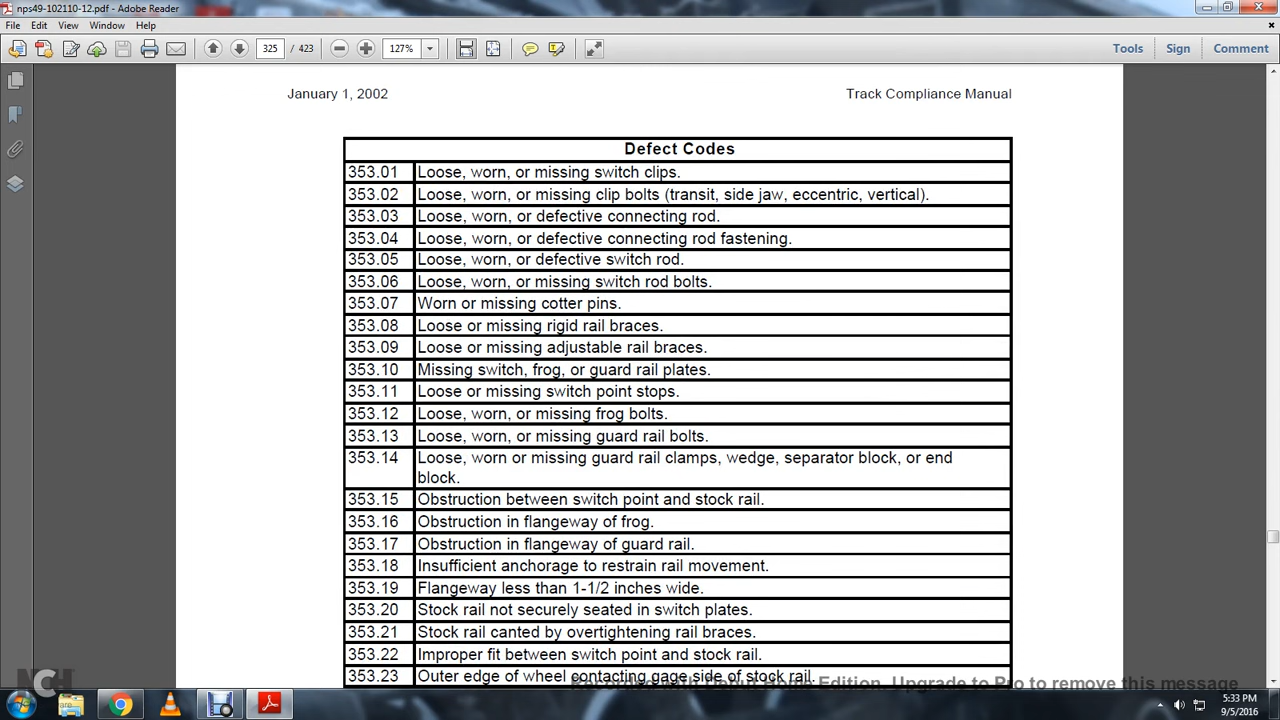 nps49-102110-12.pdf - Adobe Reader
File Edit View Window Help
325 / 423 127% Tools Sign Comment
January 1, 2002 Track Compliance Manual
Defect Codes
353.01 Loose, worn, or missing switch clips.
353.02 Loose, worn, or missing clip bolts (transit, side jaw, eccentric, vertical).
353.03 Loose, worn, or defective connecting rod.
353.04 Loose, worn, or defective connecting rod fastening.
353.05 Loose, worn, or defective switch rod.
353.06 Loose, worn, or missing switch rod bolts.
353.07 Worn or missing cotter pins.
353.08 Loose or missing rigid rail braces.
353.09 Loose or missing adjustable rail braces.
353.10 Missing switch, frog, or guard rail plates.
353.11 Loose or missing switch point stops.
353.12 Loose, worn, or missing frog bolts.
353.13 Loose, worn, or missing guard rail bolts.
353.14 Loose, worn or missing guard rail clamps, wedge, separator block, or end
block.
353.15 Obstruction between switch point and stock rail.
353.16 Obstruction in flangeway of frog.
353.17 Obstruction in flangeway of guard rail.
353.18 Insufficient anchorage to restrain rail movement.
353.19 Flangeway less than 1-1/2 inches wide.
353.20 Stock rail not securely seated in switch plates.
353.21 Stock rail canted by overtightening rail braces.
353.22 Improper fit between switch point and stock rail.
353.23 Outer edge of wheel contacting gage side of stock rail.
Edition. Upgrade to Pro to remove this message
NCH
5:33 PM
9/5/2016